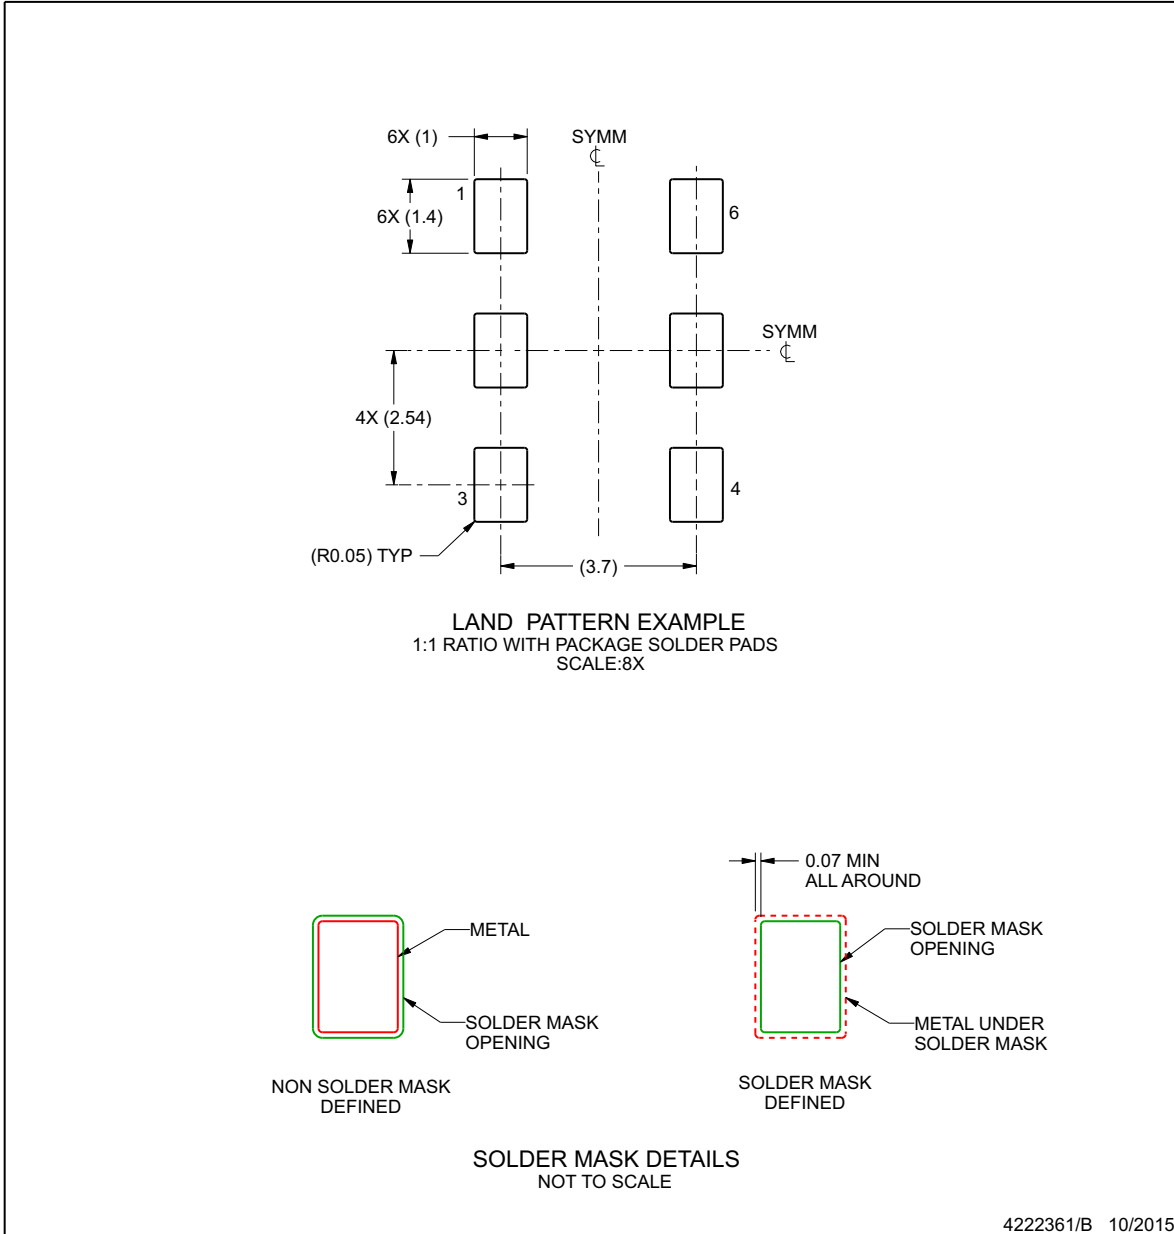 6X (1)
SYMM
1
6X (1.4)
6
SYMM
4X (2.54)
3
4
(R0.05) TYP
(3.7)
LAND PATTERN EXAMPLE
1:1 RATIO WITH PACKAGE SOLDER PADS
SCALE:8X
0.07 MIN
ALL AROUND
METAL
SOLDER MASK
OPENING
SOLDER MASK
OPENING
METAL UNDER
SOLDER MASK
NON SOLDER MASK
DEFINED
SOLDER MASK
DEFINED
SOLDER MASK DETAILS
NOT TO SCALE
4222361/B 10/2015